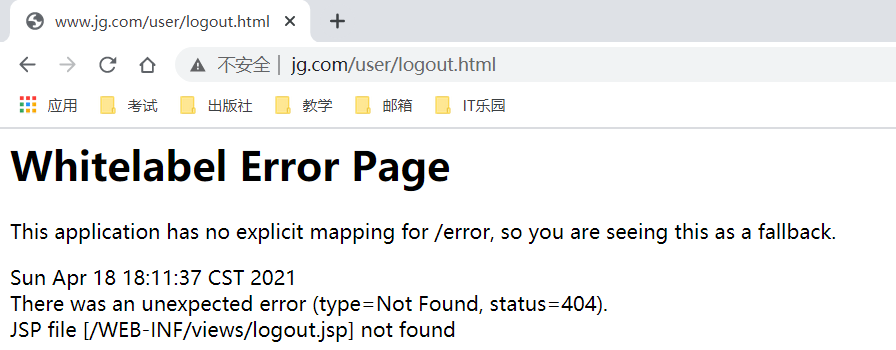 www.jg.com/user/logout.html
不安全 | jg.com/user/logout.html
应用 考试 出版社 教学 邮箱 IT乐园
Whitelabel Error Page
This application has no explicit mapping for /error, so you are seeing this as a fallback.
Sun Apr 18 18:11:37 CST 2021
There was an unexpected error (type=Not Found, status=404).
JSP file [/WEB-INF/views/logout.jsp] not found